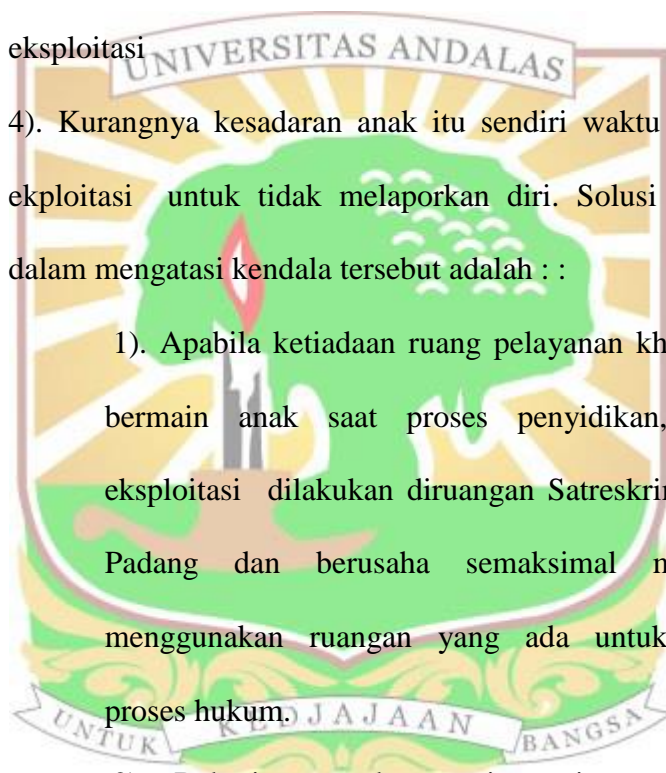 eksploitasi
UNIVERSITAS ANDALAS
4). Kurangnya kesadaran anak itu sendiri waktu
ekploitasi untuk tidak melaporkan diri. Solusi
dalam mengatasi kendala tersebut adalah : :
1). Apabila ketiadaan ruang pelayanan
bermain anak saat proses penyidikan,
eksploitasi dilakukan diruangan
Padang dan berusaha semaksimal
menggunakan ruangan yang ada untuk
proses hukum.
UNTUK KEDJAJAAN BANGSA